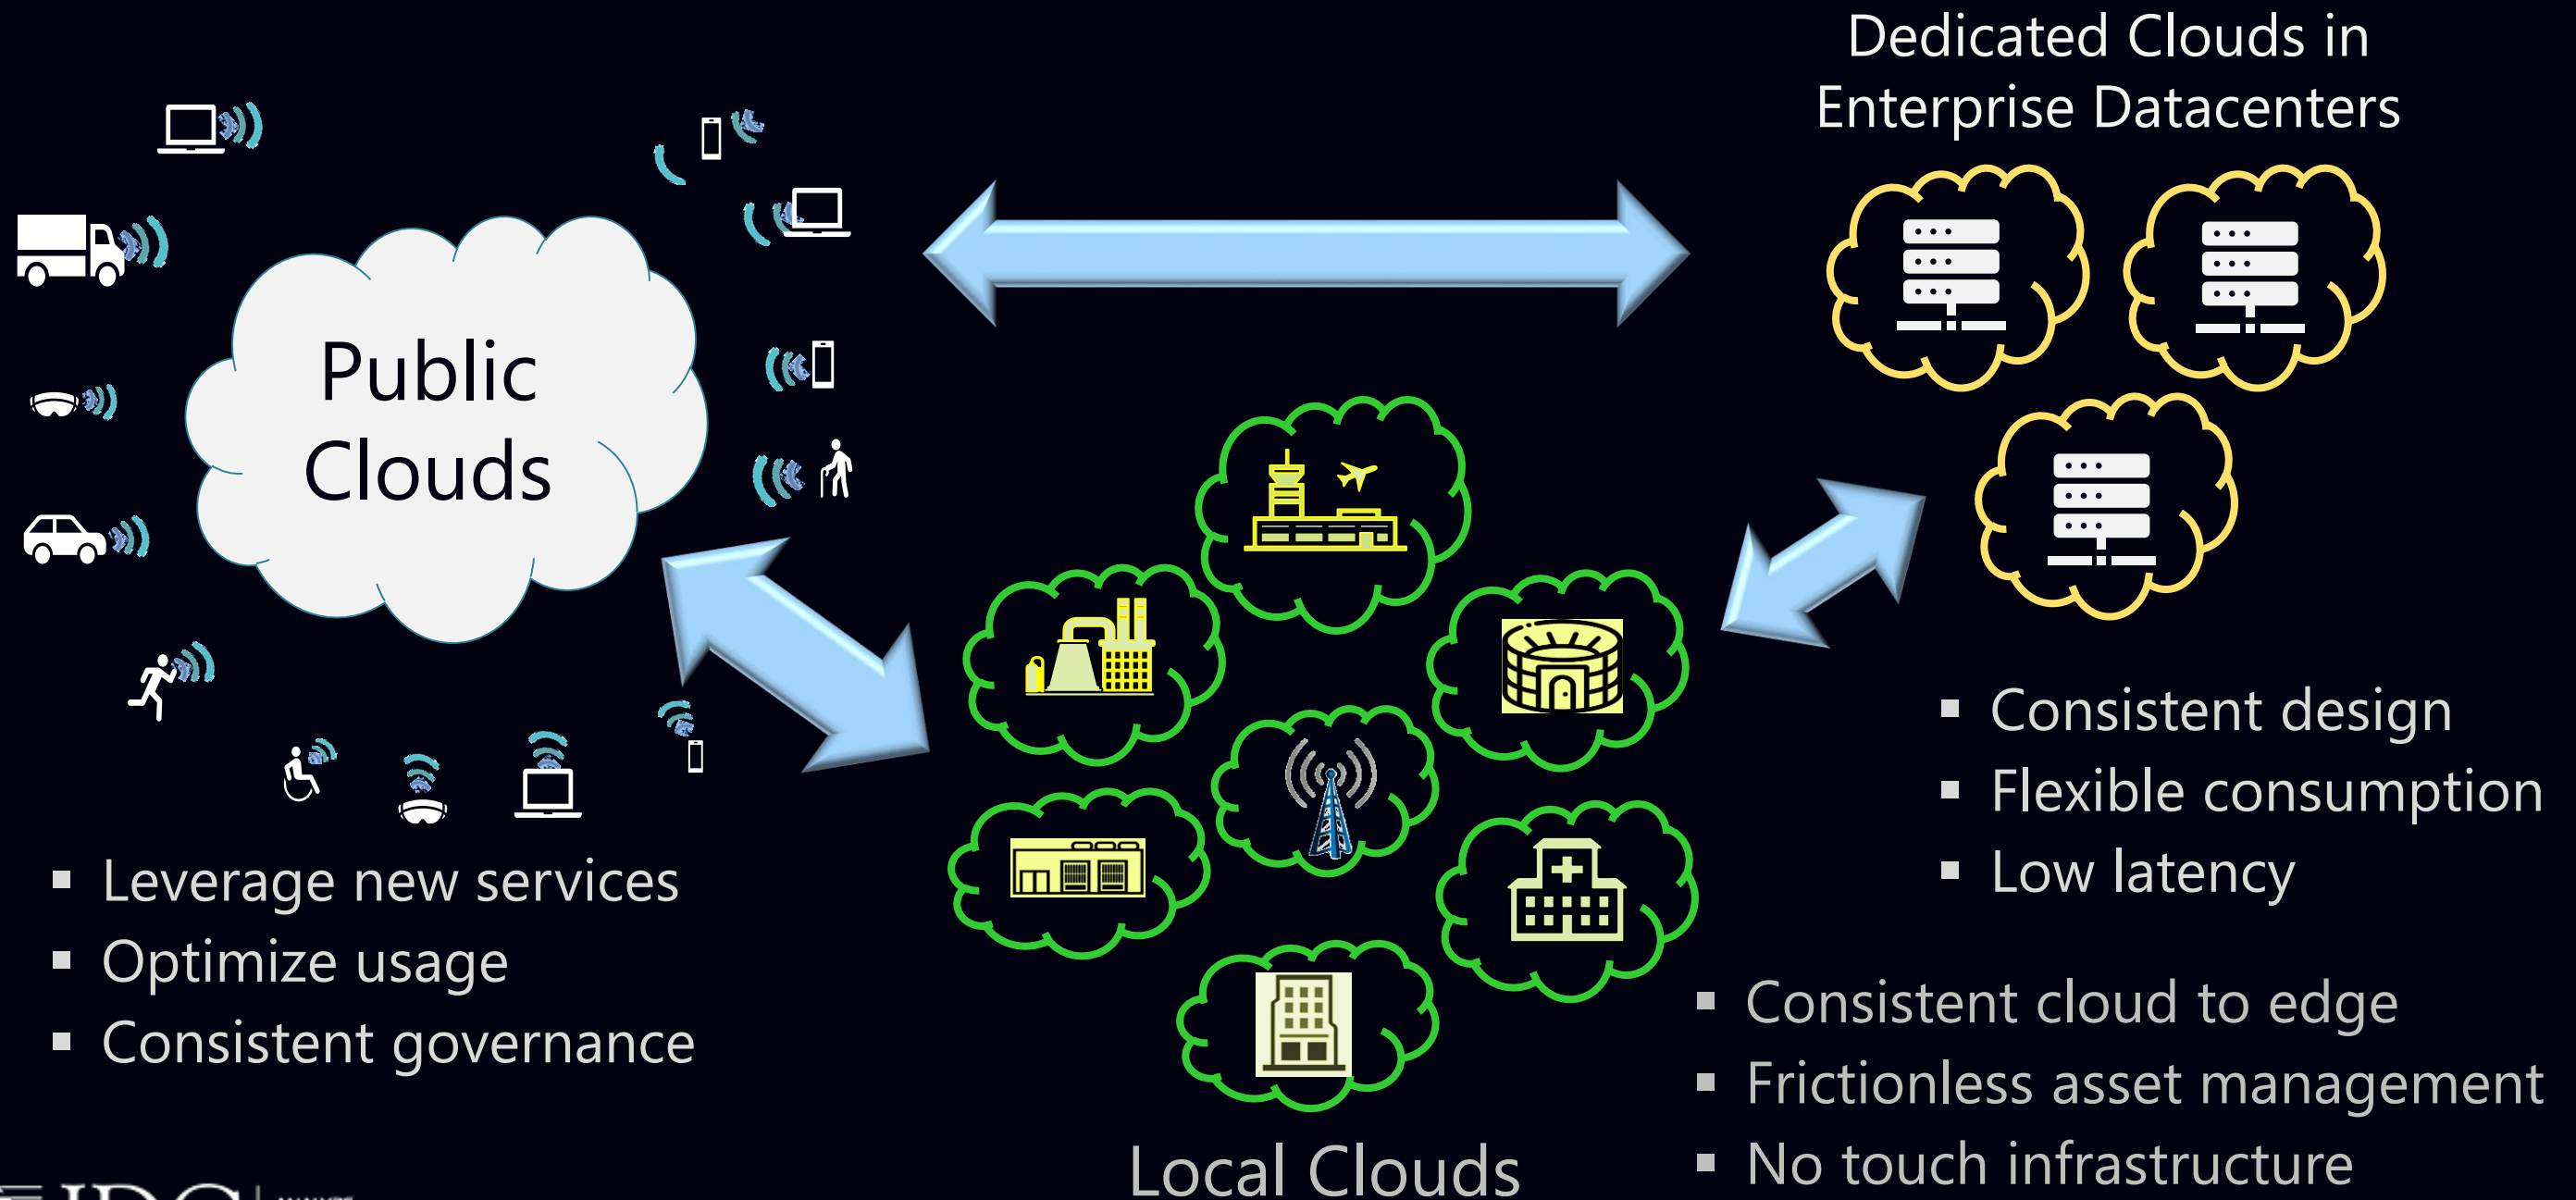 Dedicated Clouds in
Enterprise Datacenters
Public
Clouds
▪ Consistent design
▪ Flexible consumption
▪ Low latency
▪ Leverage new services
▪ Optimize usage
▪ Consistent governance
▪ Consistent cloud to edge
▪ Frictionless asset management
▪ No touch infrastructure
Local Clouds
IDC